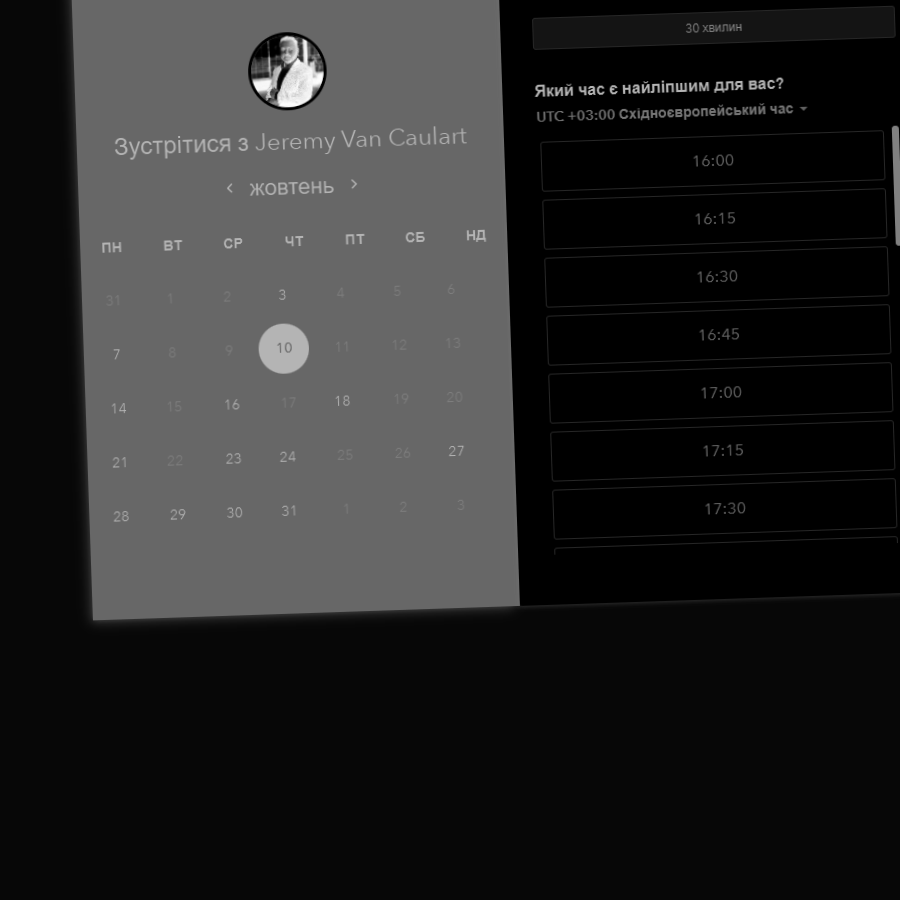 Зустрітися з Jeremy Van Caulart
жовтень
ПН ВТ СР ЧТ ПТ СБ НД
31 1 2 3 4 5 6
7 8 9 10 11 12 13
14 15 16 17 18 19 20
21 22 23 24 25 26 27
28 29 30 31 1 2 3
30 хвилин
Який час є найліпшим для вас?
UTC +03:00 Східноєвропейський час
16:00
16:15
16:30
16:45
17:00
17:15
17:30